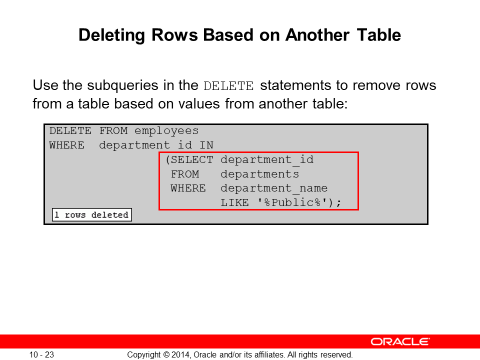 Deleting Rows Based on Another Table
Use the subqueries in the DELETE statements to remove rows
from a table based on values from another table:
DELETE FROM employees
WHERE department_id IN
(SELECT department_id
FROM departments
WHERE department_name
LIKE '%Public%');
1 rows deleted
ORACLE
10 - 23 Copyright © 2014, Oracle and/or its affiliates. All rights reserved.